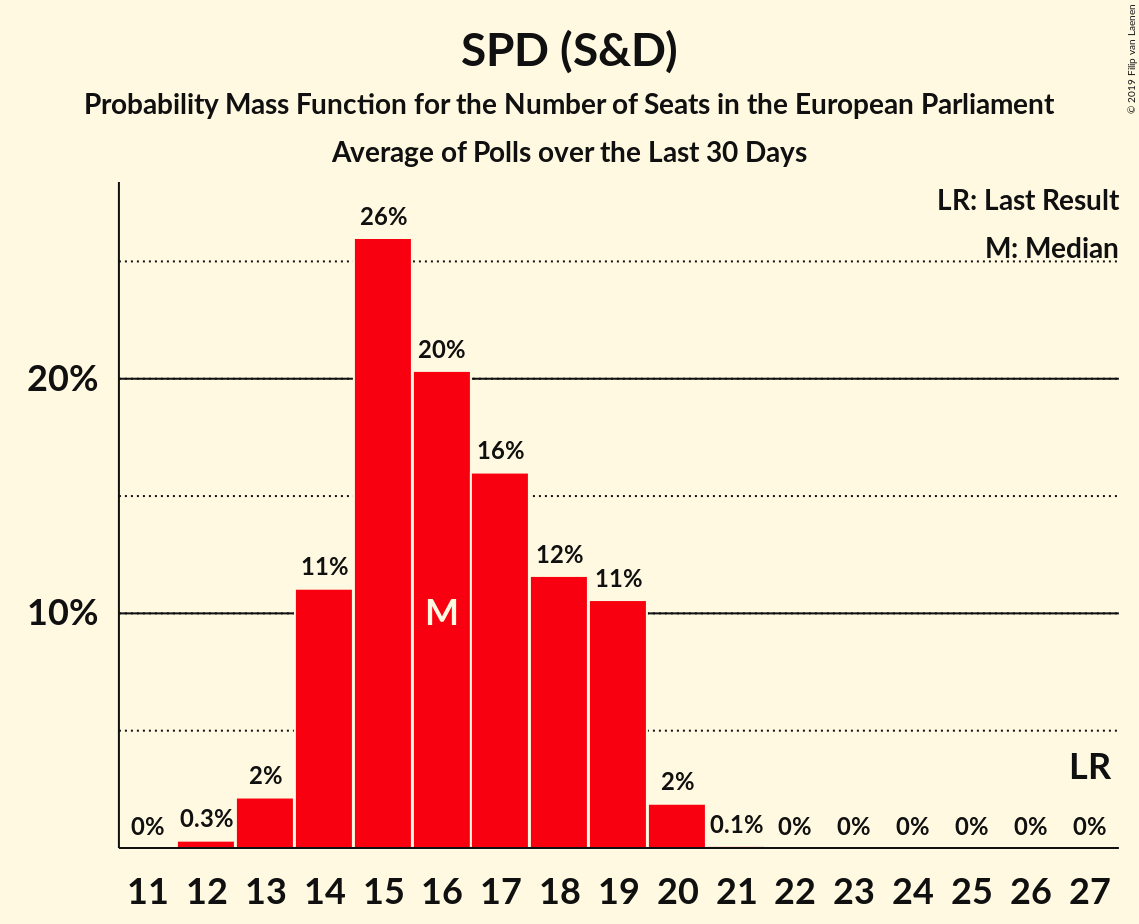 SPD (S&D)
Probability Mass Function for the Number of Seats in the European Parliament
Average of Polls over the Last 30 Days
© 2019 Filip van Laenen
LR: Last Result
M: Median
26%
20%
20%
16%
11%
12%
11%
10%
M
LR
2%
2%
0%
0.3%
0.1%
0%
0%
0%
0%
0%
0%
11 12 13 14 15 16 17 18 19 20 21 22 23 24 25 26 27